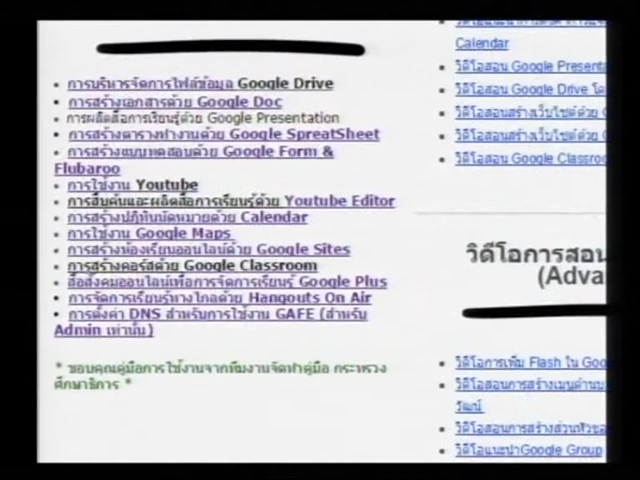 การบริหารจัดการไฟล์ข้อมูล Google Drive
การสร้างเอกสารด้วย Google Doc
การผลิตสื่อการเรียนรู้ด้วย Google Presentation
การสร้างตารางทำงานด้วย Google SpreatSheet
การสร้างแบบทดสอบด้วย Google Form &
Flubaroo
การใช้งาน Youtube
การสืบค้นและผลิตสื่อการเรียนรู้ด้วย Youtube Editor
การสร้างปฏิทินนัดหมายด้วย Calendar
การใช้งาน Google Maps
การสร้างห้องเรียนออนไลน์ด้วย Google Sites
การสร้างคอร์สด้วย Google Classroom
สื่อสังคมออนไลน์เพื่อการจัดการเรียนรู้ Google Plus
การจัดการเรียนทางไกลด้วย Hangouts On Air
การตั้งค่า DNS สำหรับการใช้งาน GAFE (สำหรับ
Admin เท่านั้น)
* ขอบคุณคู่มือการใช้งานจากทีมงานจัดทำคู่มือ กระทรวง
ศึกษาธิการ *
Calendar
วิดีโอสอน Google Presenta
วิดีโอสอน Google Drive โด
วิดีโอสอนสร้างเว็บไซต์ด้วย
วิดีโอสอนสร้างเว็บไซต์ด้วย
วิดีโอสอน Google Classroo
วิดีโอการสอน
(Adva
วิดีโอการเพิ่ม Flash ใน Goo
วิดีโอสอนการสร้างเมนูด้านบน
วัฒน์
วิดีโอสอนการสร้างส่วนหัวของ
วิดีโอแนะนำGoogle Group